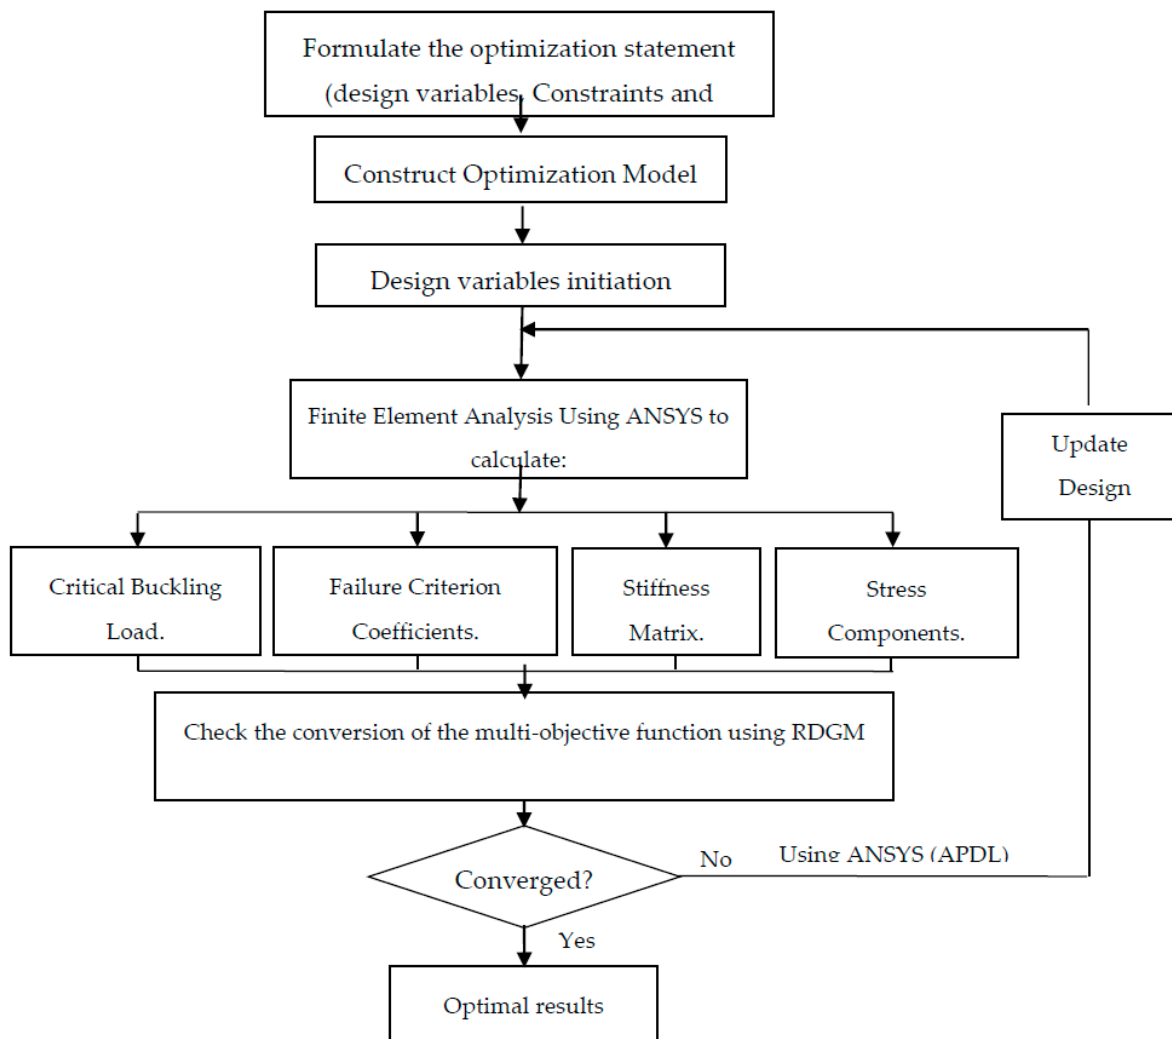 Formulate the optimization statement
(design variables, Constraints and
Construct Optimization Model
Design variables initiation
Finite Element Analysis Using ANSYS to
calculate:
Update
Design
Critical Buckling
Load.
Failure Criterion
Coefficients.
Stiffness
Matrix.
Stress
Components.
Check the conversion of the multi-objective function using RDGM
Converged?
No
Using ANSYS (APDL)
Yes
Optimal results